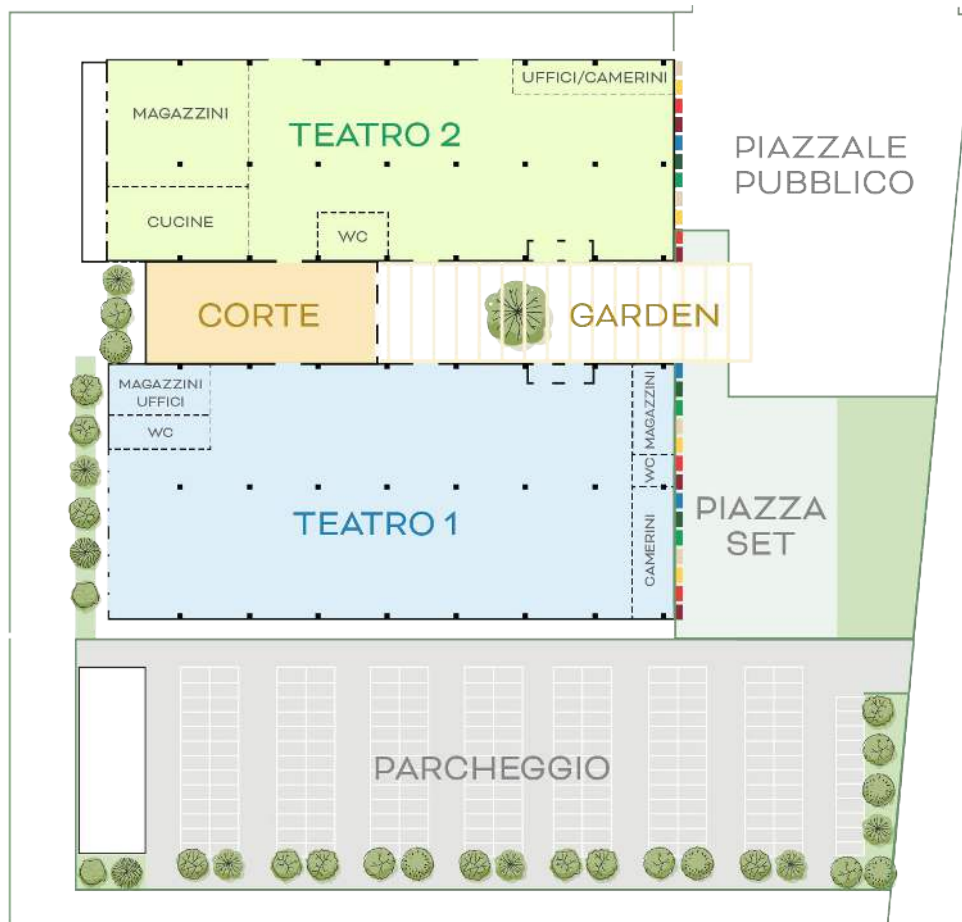 UFFICI/CAMERINI
MAGAZZINI
TEATRO 2
PIAZZALE
PUBBLICO
CUCINE
WC
CORTE
GARDEN
MAGAZZINI
UFFICI
WC
MAGAZZINI
WC
CAMERINI
TEATRO 1
PIAZZA
SET
PARCHEGGIO